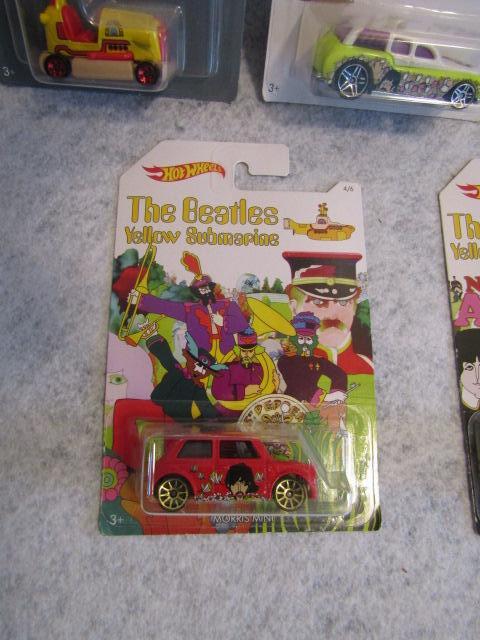 3+
3+
HOT WHEELS
4/6
The Beatles
Yellow Submarine
3+
MORRIS MINI